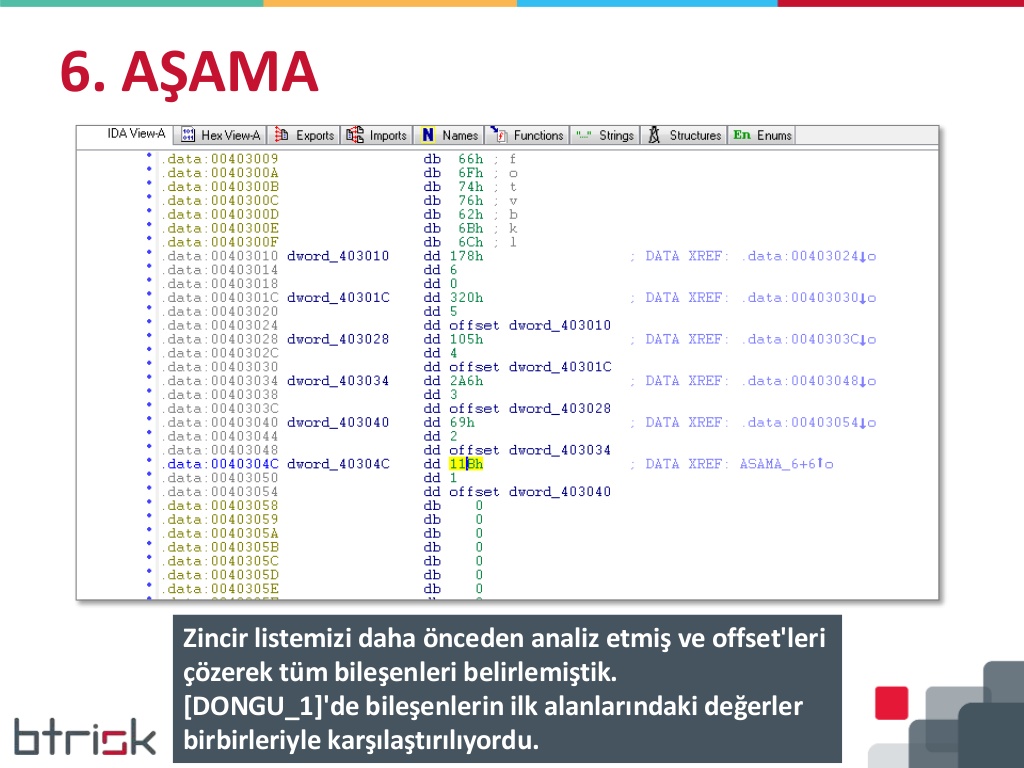 6. AŞAMA
IDA View-A Hex View-A Exports Imports N Names Functions Strings Structures En Enums
.data:00403009 db 66h ; f
.data:0040300A db 6Fh ; o
.data:0040300B db 74h ; t
.data:0040300C db 76h ; v
.data:0040300D db 62h ; b
.data:0040300E db 6Bh ; k
.data:0040300F db 6Ch ; l
.data:00403010 dword_403010 dd 178h ; DATA XREF: .data:00403024↓o
.data:00403014 dd 6
.data:00403018 dd 0
.data:0040301C dword_40301C dd 320h ; DATA XREF: .data:00403030↓o
.data:00403020 dd 5
.data:00403024 dd offset dword_403010
.data:00403028 dword_403028 dd 105h ; DATA XREF: .data:0040303C↓o
.data:0040302C dd 4
.data:00403030 dd offset dword_40301C
.data:00403034 dword_403034 dd 2A6h ; DATA XREF: .data:00403048↓o
.data:00403038 dd 3
.data:0040303C dd offset dword_403028
.data:00403040 dword_403040 dd 69h ; DATA XREF: .data:00403054↓o
.data:00403044 dd 2
.data:00403048 dd offset dword_403034
.data:0040304C dword_40304C dd 118h ; DATA XREF: ASAMA_6+6↑o
.data:00403050 dd 1
.data:00403054 dd offset dword_403040
.data:00403058 db 0
.data:00403059 db 0
.data:0040305A db 0
.data:0040305B db 0
.data:0040305C db 0
.data:0040305D db 0
.data:0040305E db 0
Zincir listemizi daha önceden analiz etmiş ve offset'leri
çözerek tüm bileşenleri belirlemiştik.
[DONGU_1]'de bileşenlerin ilk alanlarındaki değerler
birbirleriyle karşılaştırılıyordu.
btrisk